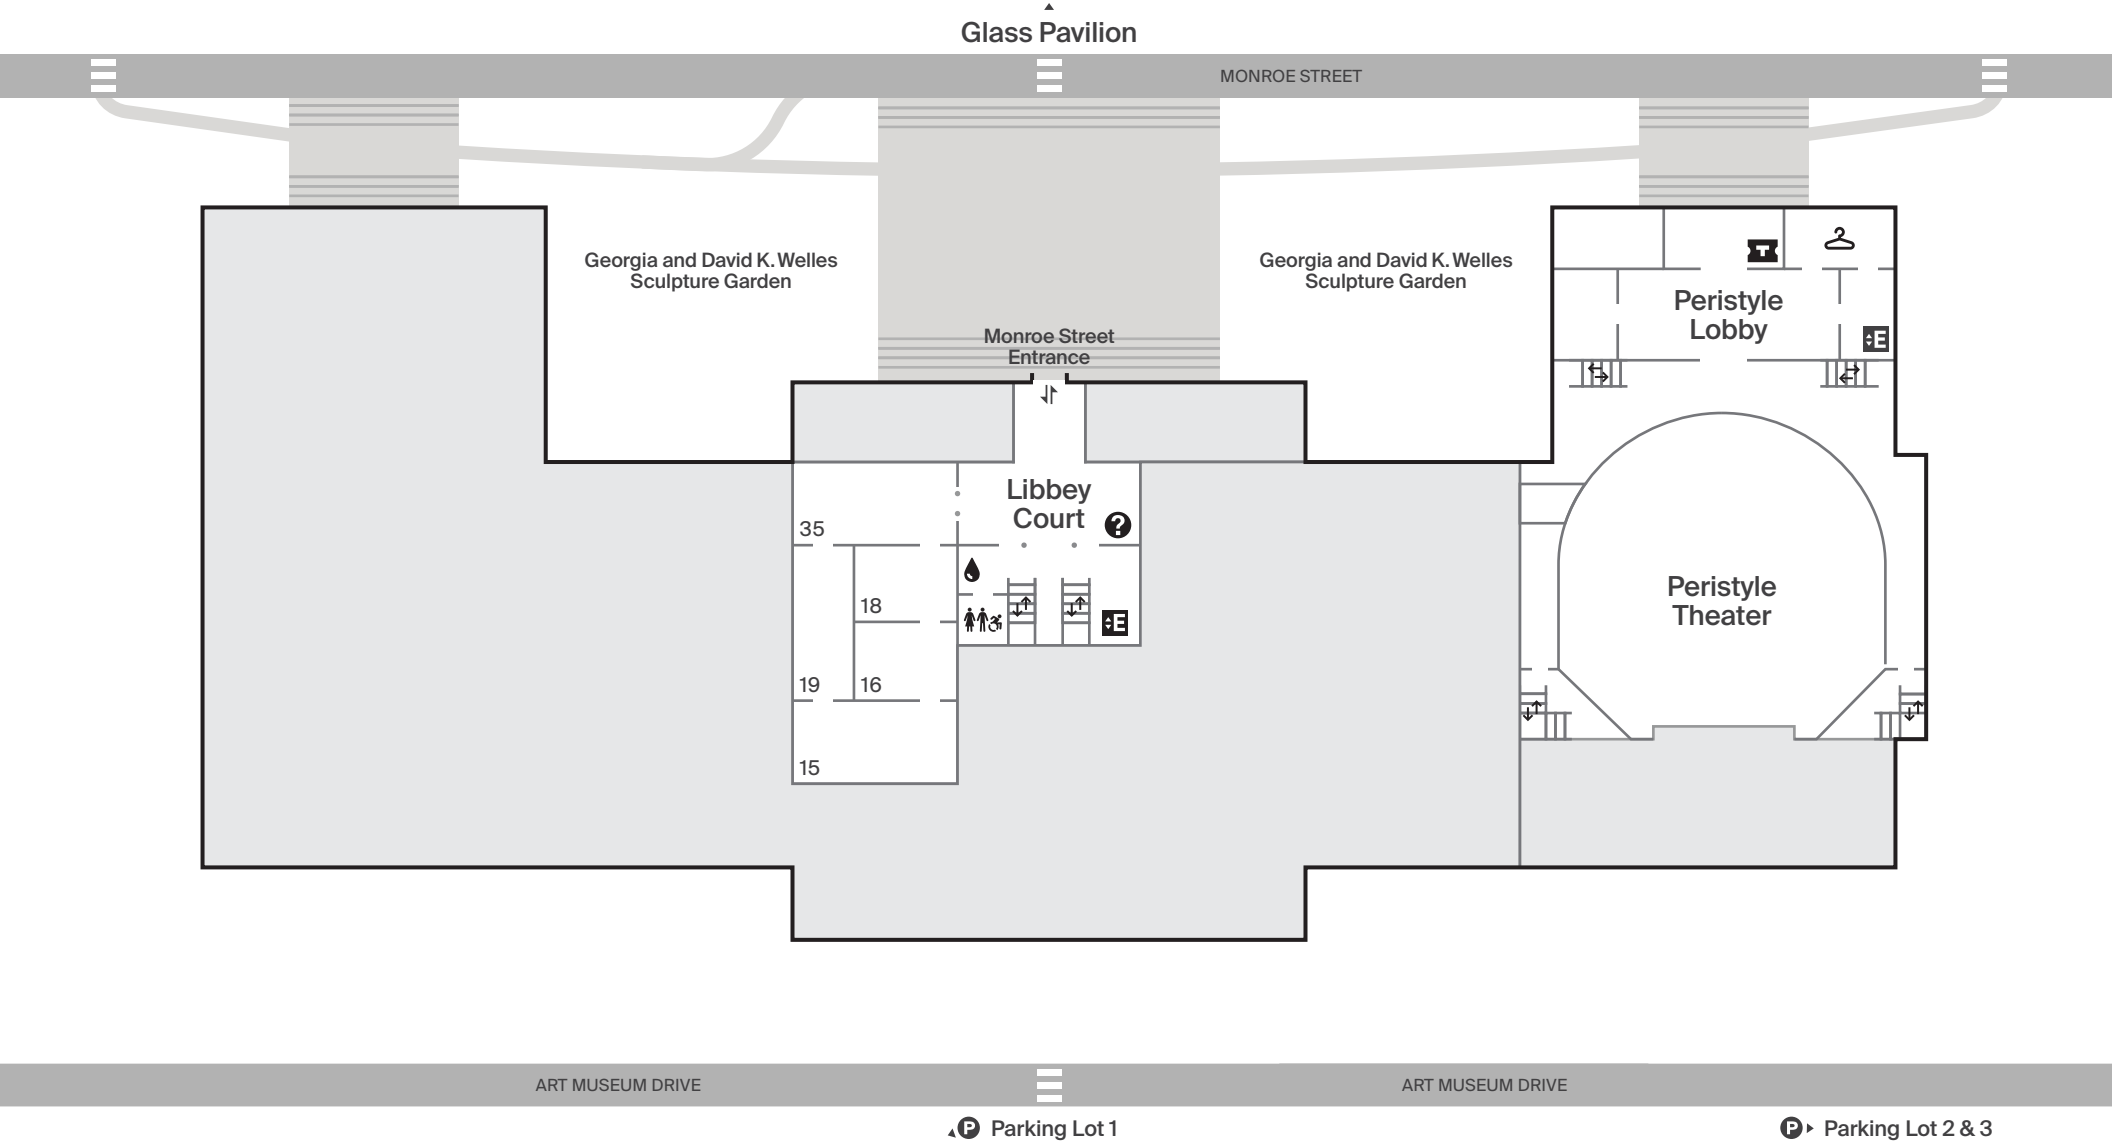 Glass Pavilion
MONROE STREET
Georgia and David K. Welles
Sculpture Garden
Georgia and David K. Welles
Sculpture Garden
T
Peristyle
Lobby
E
Monroe Street
Entrance
Libbey
Court
?
35
18
19
16
15
E
Peristyle
Theater
ART MUSEUM DRIVE
ART MUSEUM DRIVE
P Parking Lot 1
P Parking Lot 2 & 3